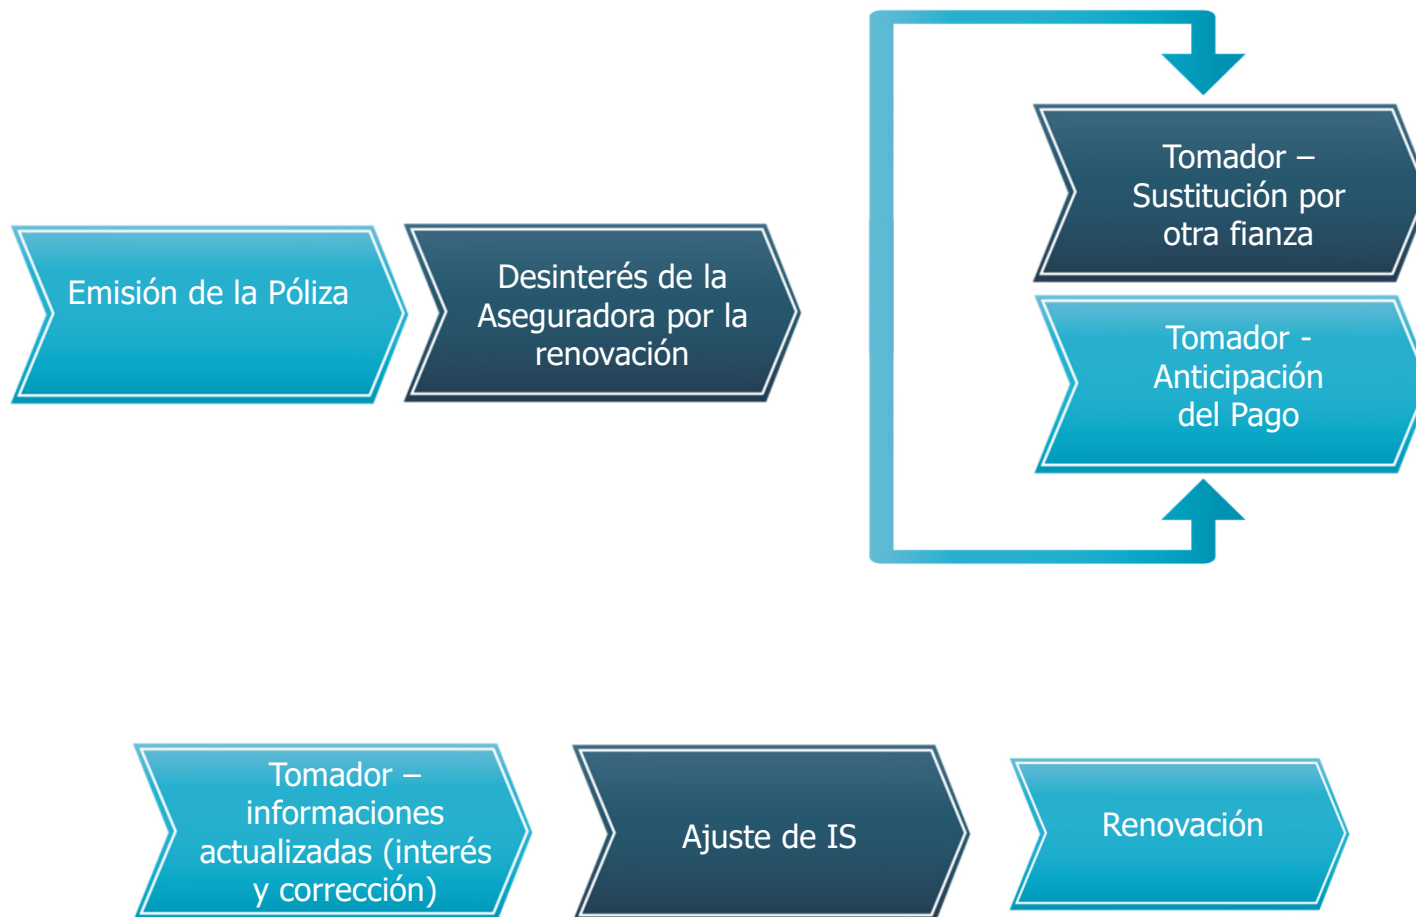 Emisión de la Póliza
Desinterés de la
Aseguradora por la
renovación
Tomador –
Sustitución por
otra fianza
Tomador -
Anticipación
del Pago
Tomador –
informaciones
actualizadas (interés
y corrección)
Ajuste de IS
Renovación